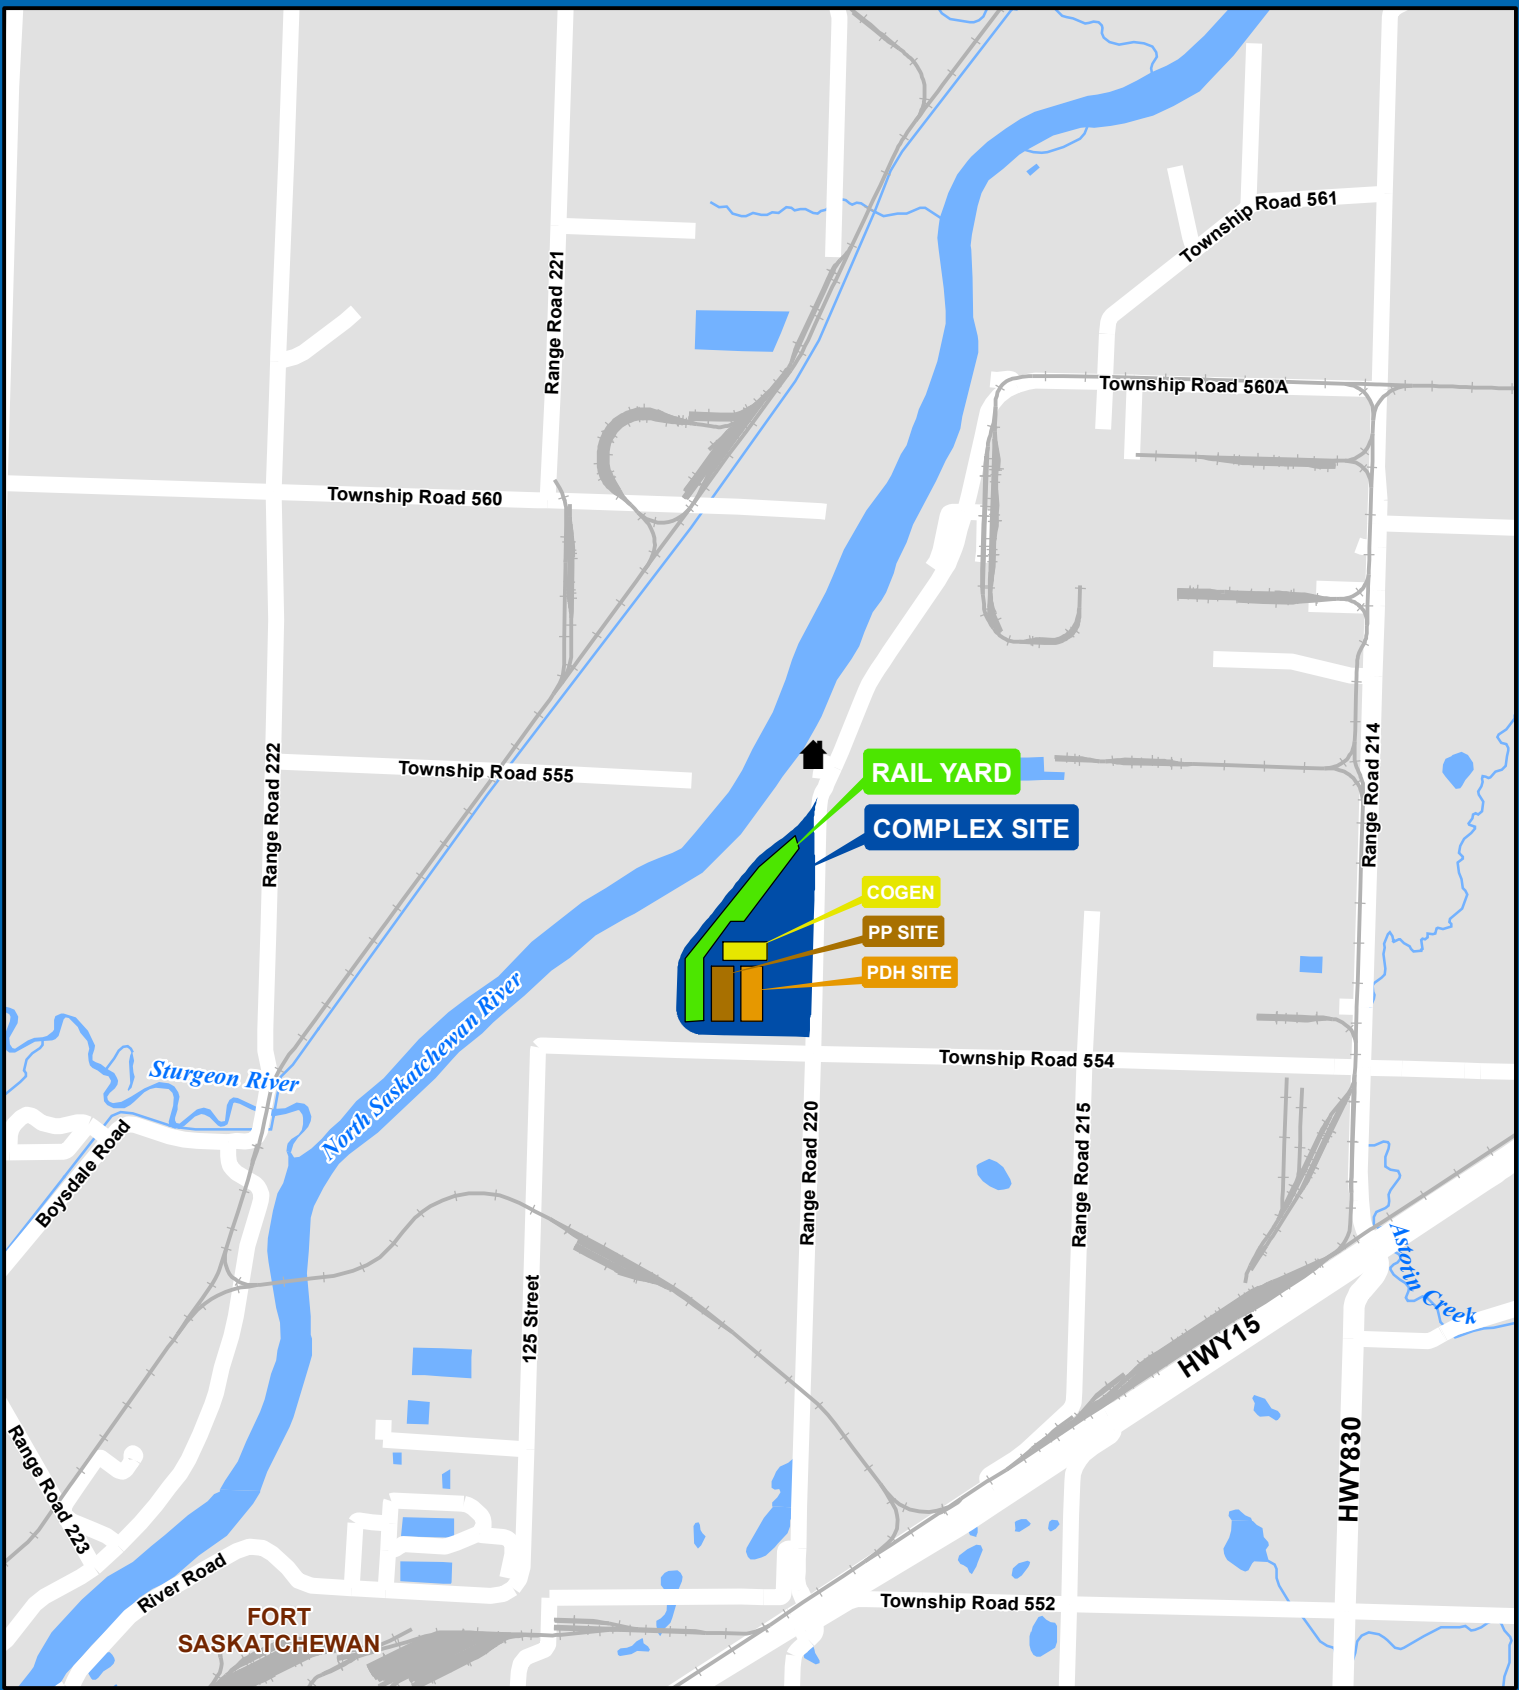 Township Road 561
Range Road 221
Township Road 560A
Township Road 560
Range Road 222
Township Road 555
Range Road 214
RAIL YARD
COMPLEX SITE
COGEN
PP SITE
PDH SITE
North Saskatchewan River
Sturgeon River
Township Road 554
Boysdale Road
Range Road 220
Range Road 215
Astotin Creek
125 Street
HWY15
HWY830
Range Road 223
River Road
Township Road 552
FORT
SASKATCHEWAN